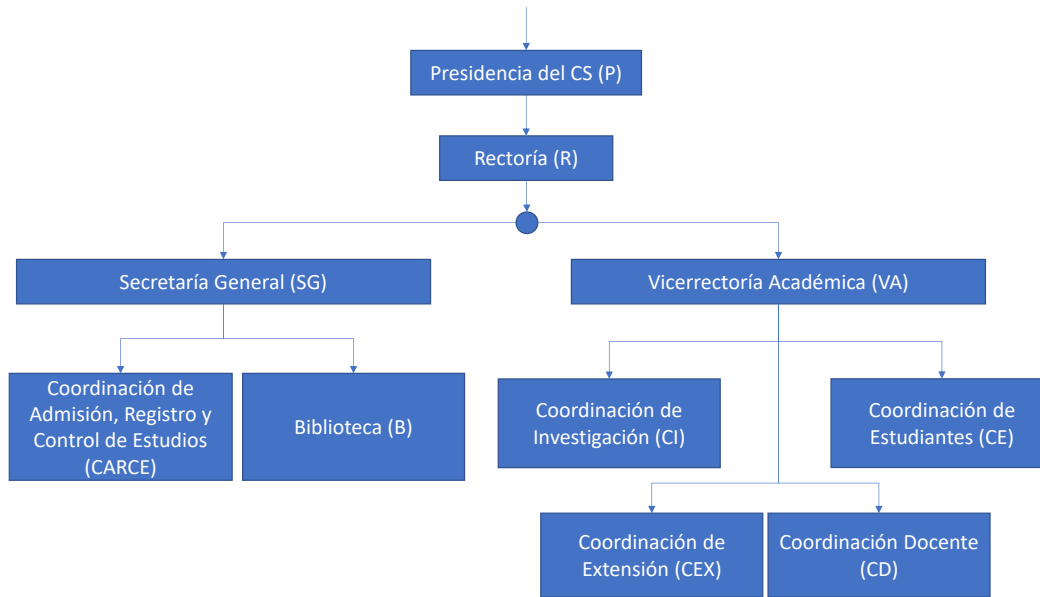 Presidencia del CS (P)
Rectoría (R)
Secretaría General (SG)
Vicerrectoría Académica (VA)
Coordinación de
Admisión, Registro y
Control de Estudios
(CARCE)
Biblioteca (B)
Coordinación de
Investigación (CI)
Coordinación de
Estudiantes (CE)
Coordinación de
Extensión (CEX)
Coordinación Docente
(CD)